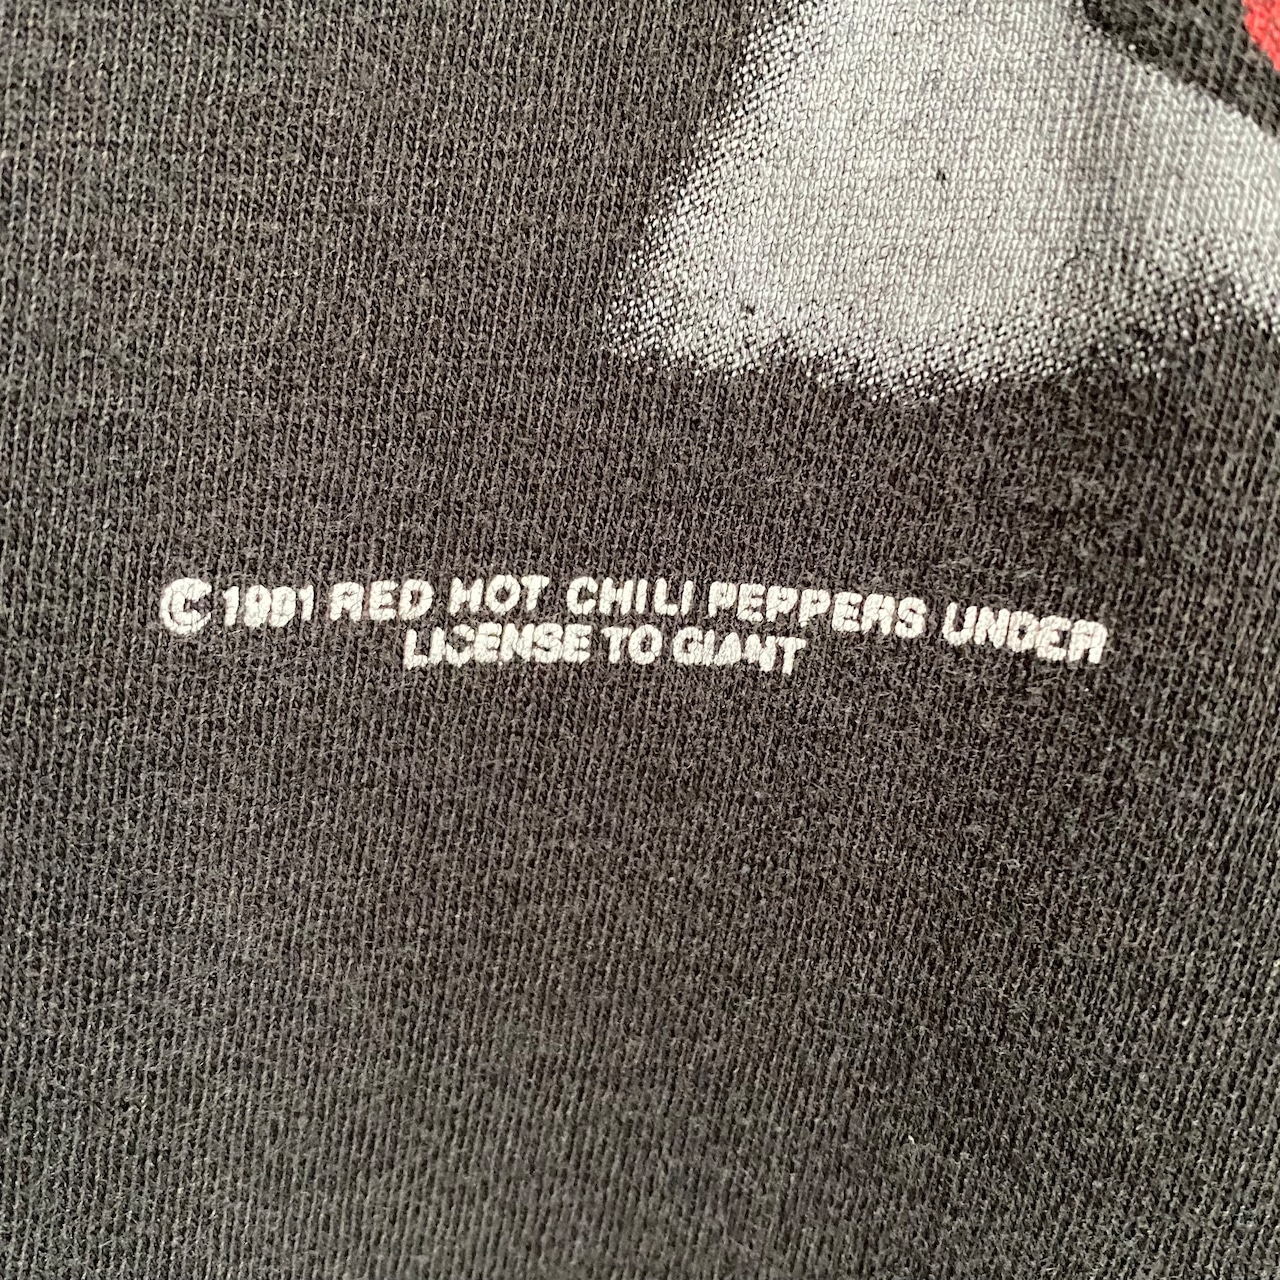 © 1991 RED HOT CHILI PEPPERS UNDER
LICENSE TO GIANT